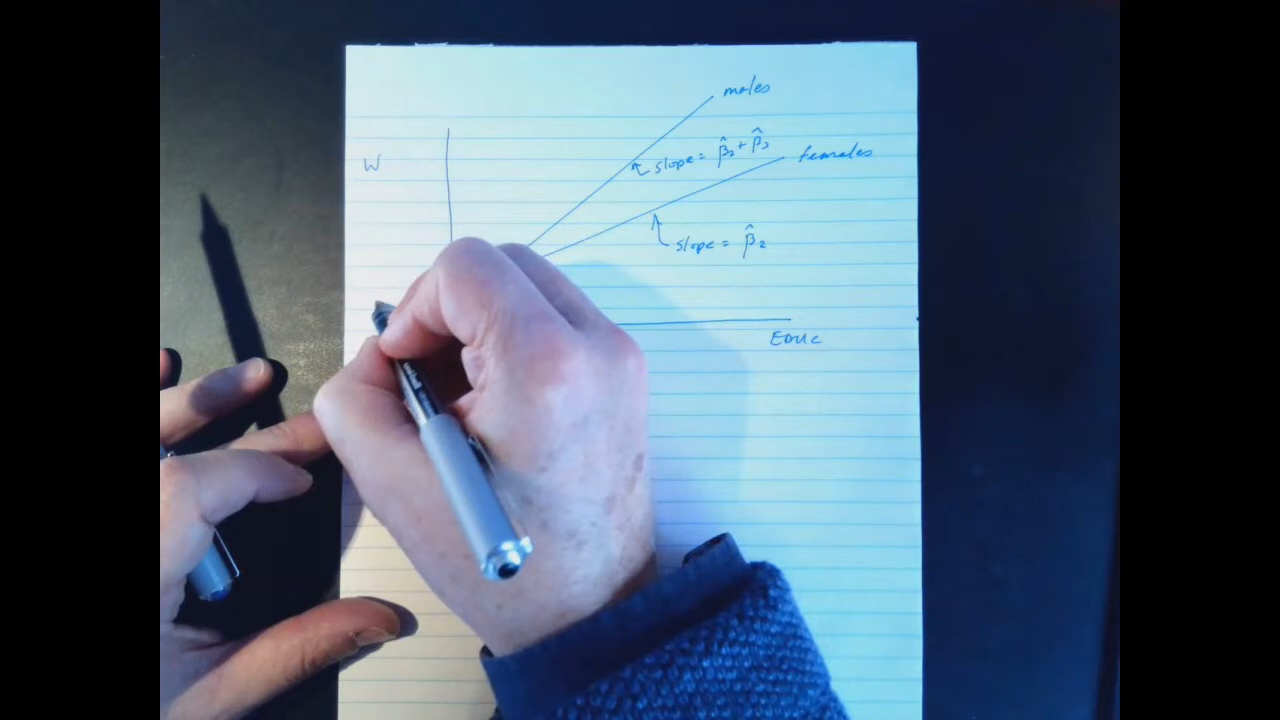 males
slope = β̂₂ + β̂₃
W
females
slope = β̂₂
EDUC